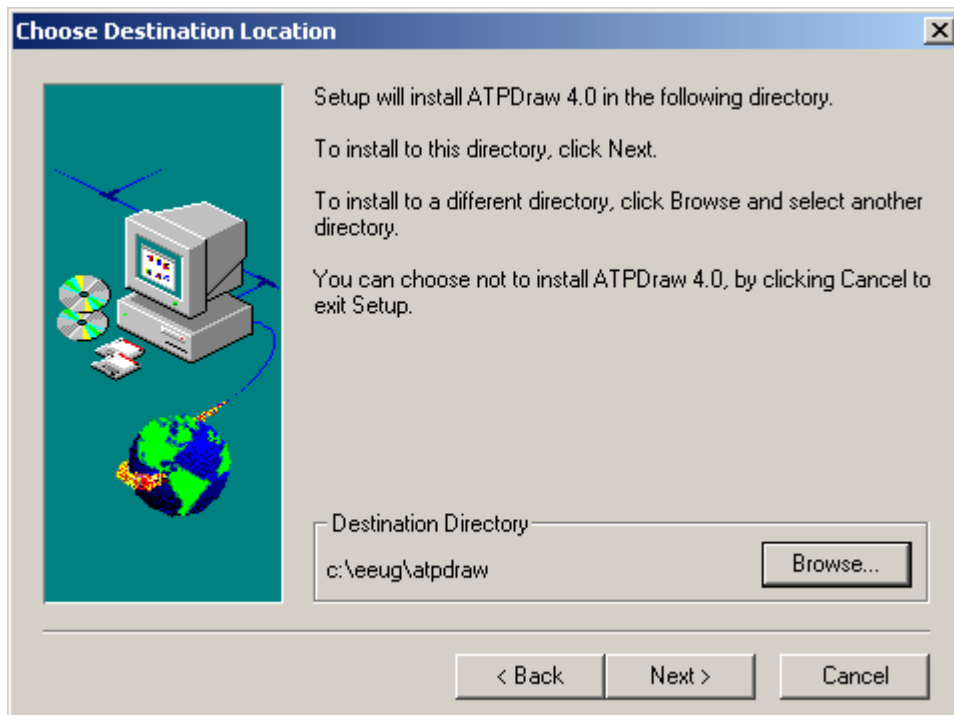 Choose Destination Location
Setup will install ATPDraw 4.0 in the following directory.
To install to this directory, click Next.
To install to a different directory, click Browse and select another
directory.
You can choose not to install ATPDraw 4.0, by clicking Cancel to
exit Setup.
Destination Directory
c:\eeug\atpdraw
Browse...
< Back
Next >
Cancel